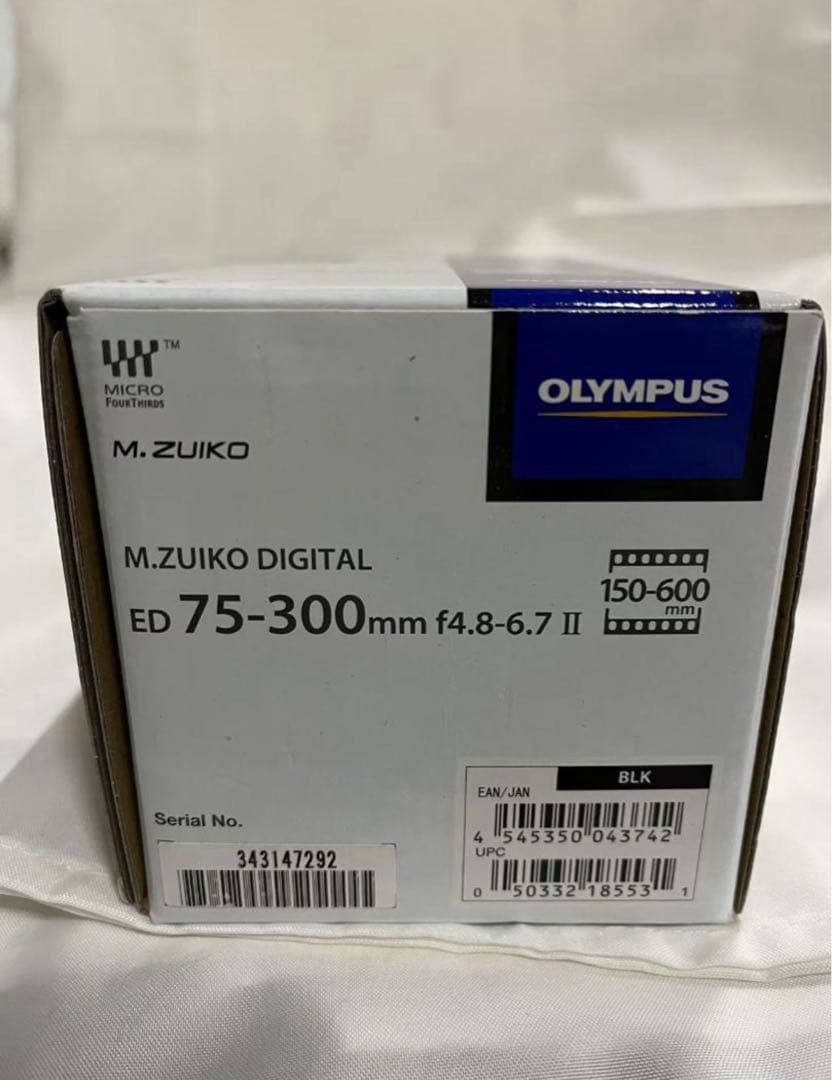 MICRO
FOURTHIRDS
TM
OLYMPUS
M.ZUIKO
M.ZUIKO DIGITAL
ED 75-300mm f4.8-6.7 II
150-600
mm
BLK
EAN/JAN
4 545350 043742
UPC
0 50332 18553 1
Serial No.
343147292